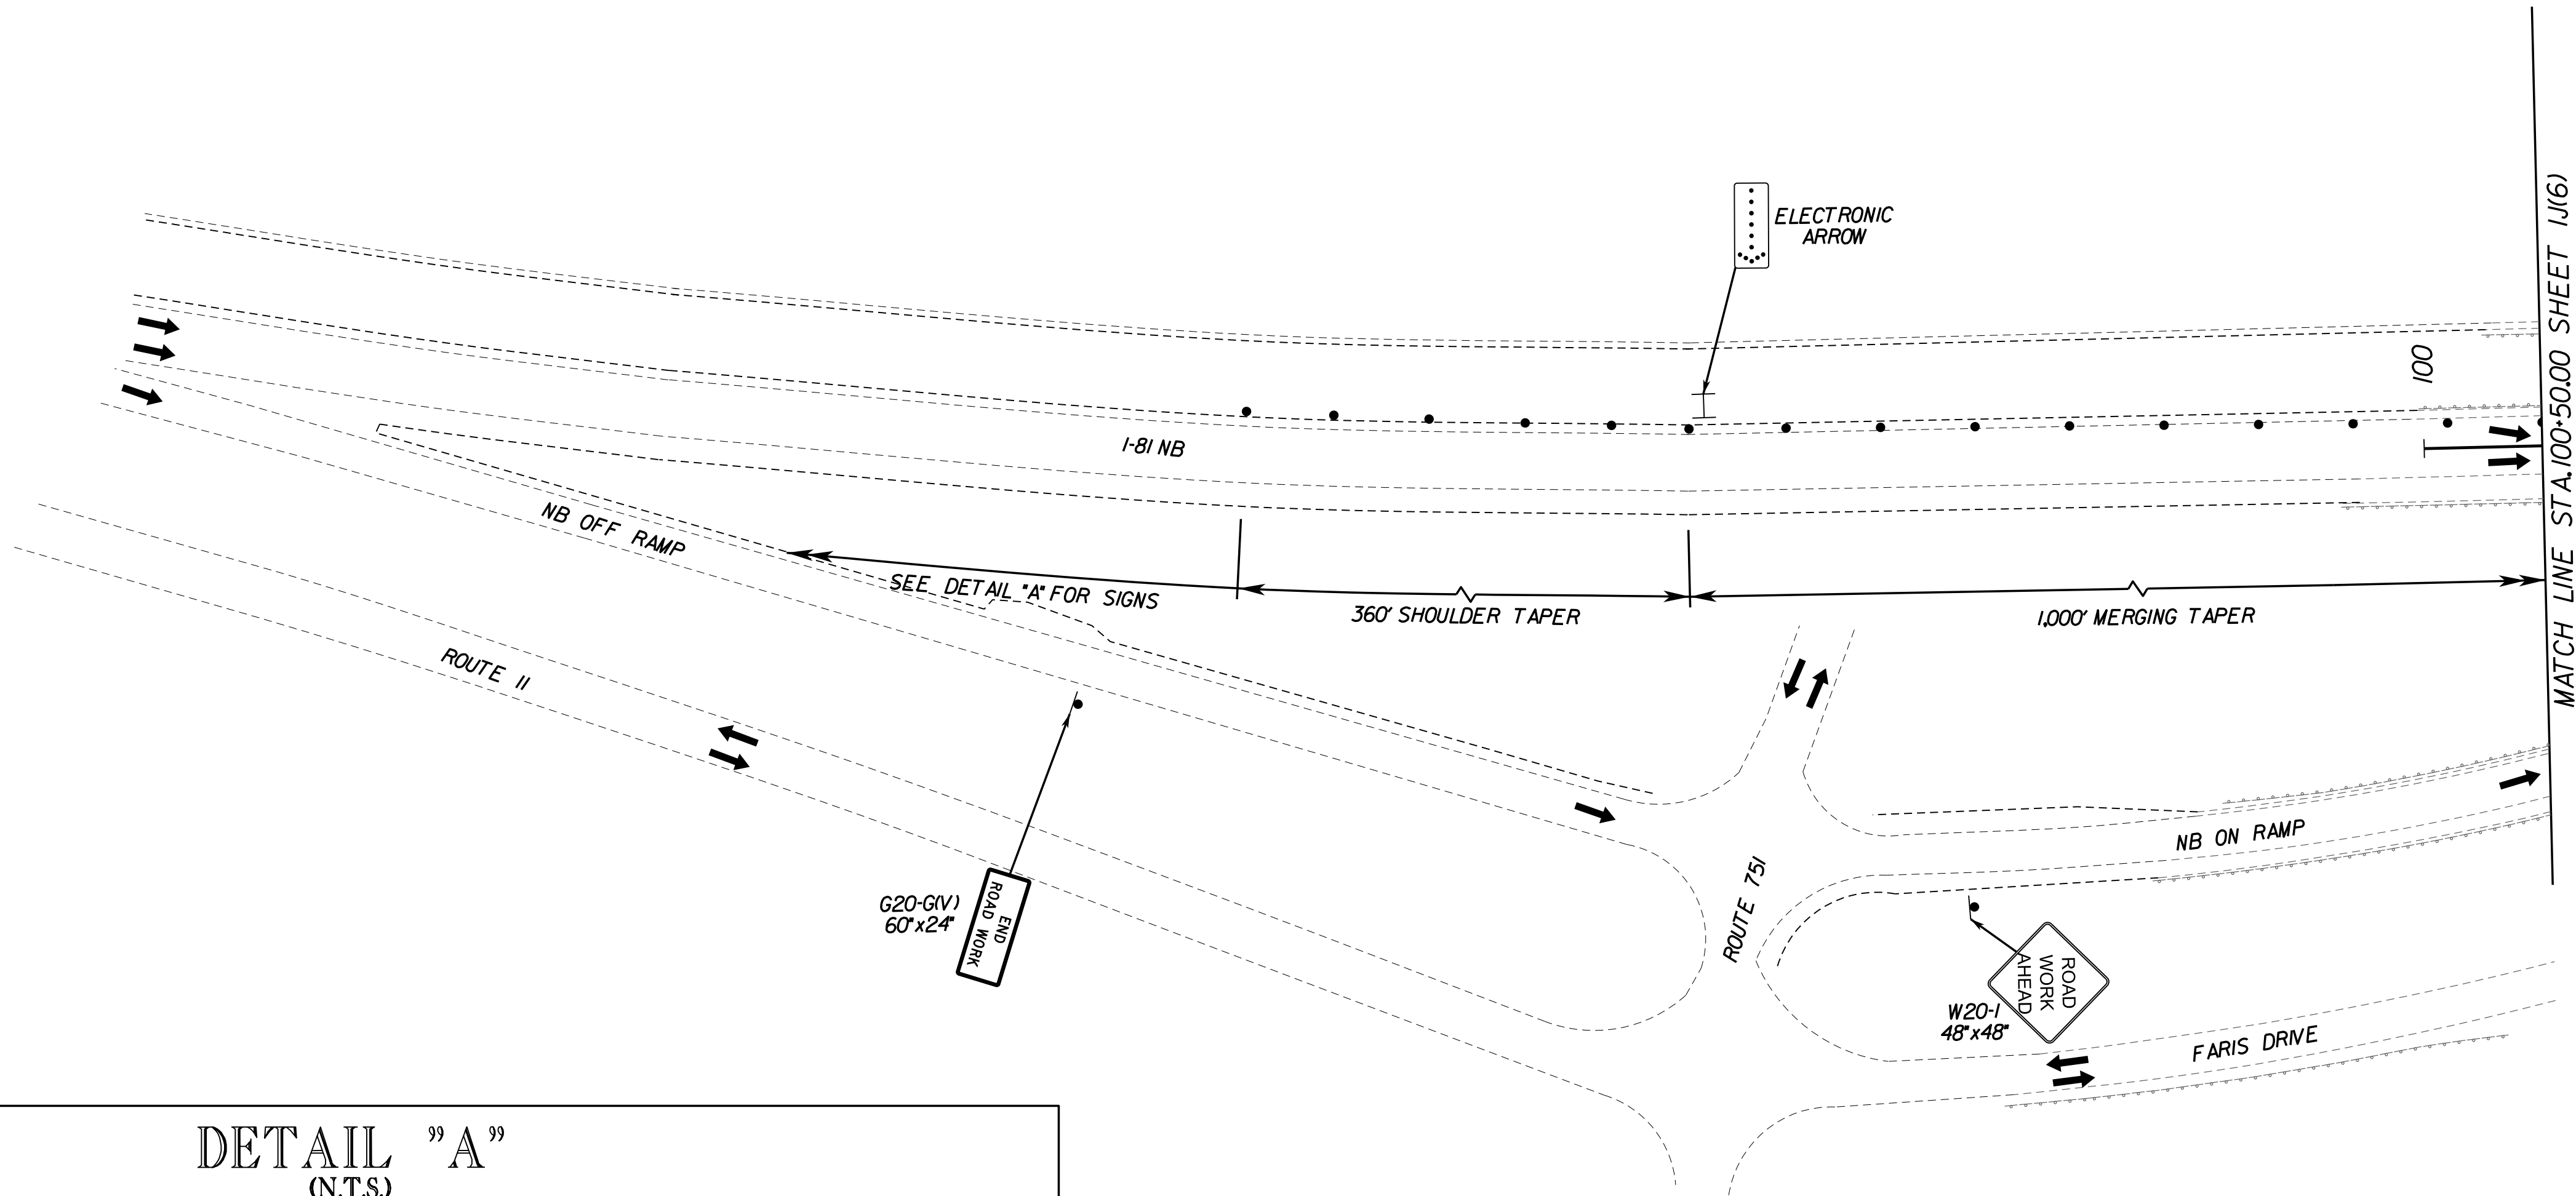 ELECTRONIC
ARROW
100
MATCH LINE STA.100+50.00 SHEET 1J(6)
I-81 NB
NB OFF RAMP
SEE DETAIL "A" FOR SIGNS
360' SHOULDER TAPER
1,000' MERGING TAPER
ROUTE 11
G20-G(V)
60"x24"
END
ROAD WORK
ROUTE 751
NB ON RAMP
W20-1
48"x48"
ROAD
WORK
AHEAD
FARIS DRIVE
DETAIL "A"
(N.T.S.)